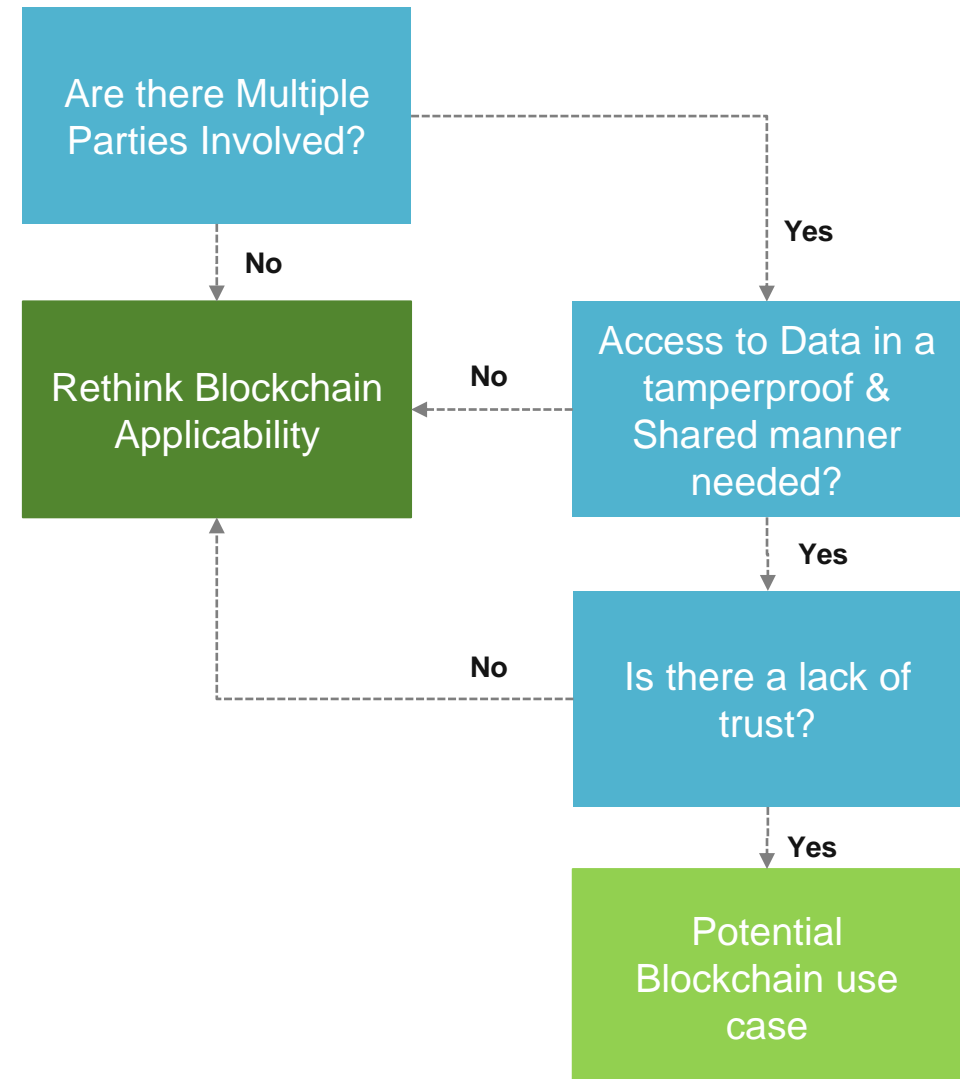 Are there Multiple
Parties Involved?
Yes
No
Rethink Blockchain
Applicability
No
Access to Data in a
tamperproof &
Shared manner
needed?
Yes
No
Is there a lack of
trust?
Yes
Potential
Blockchain use
case